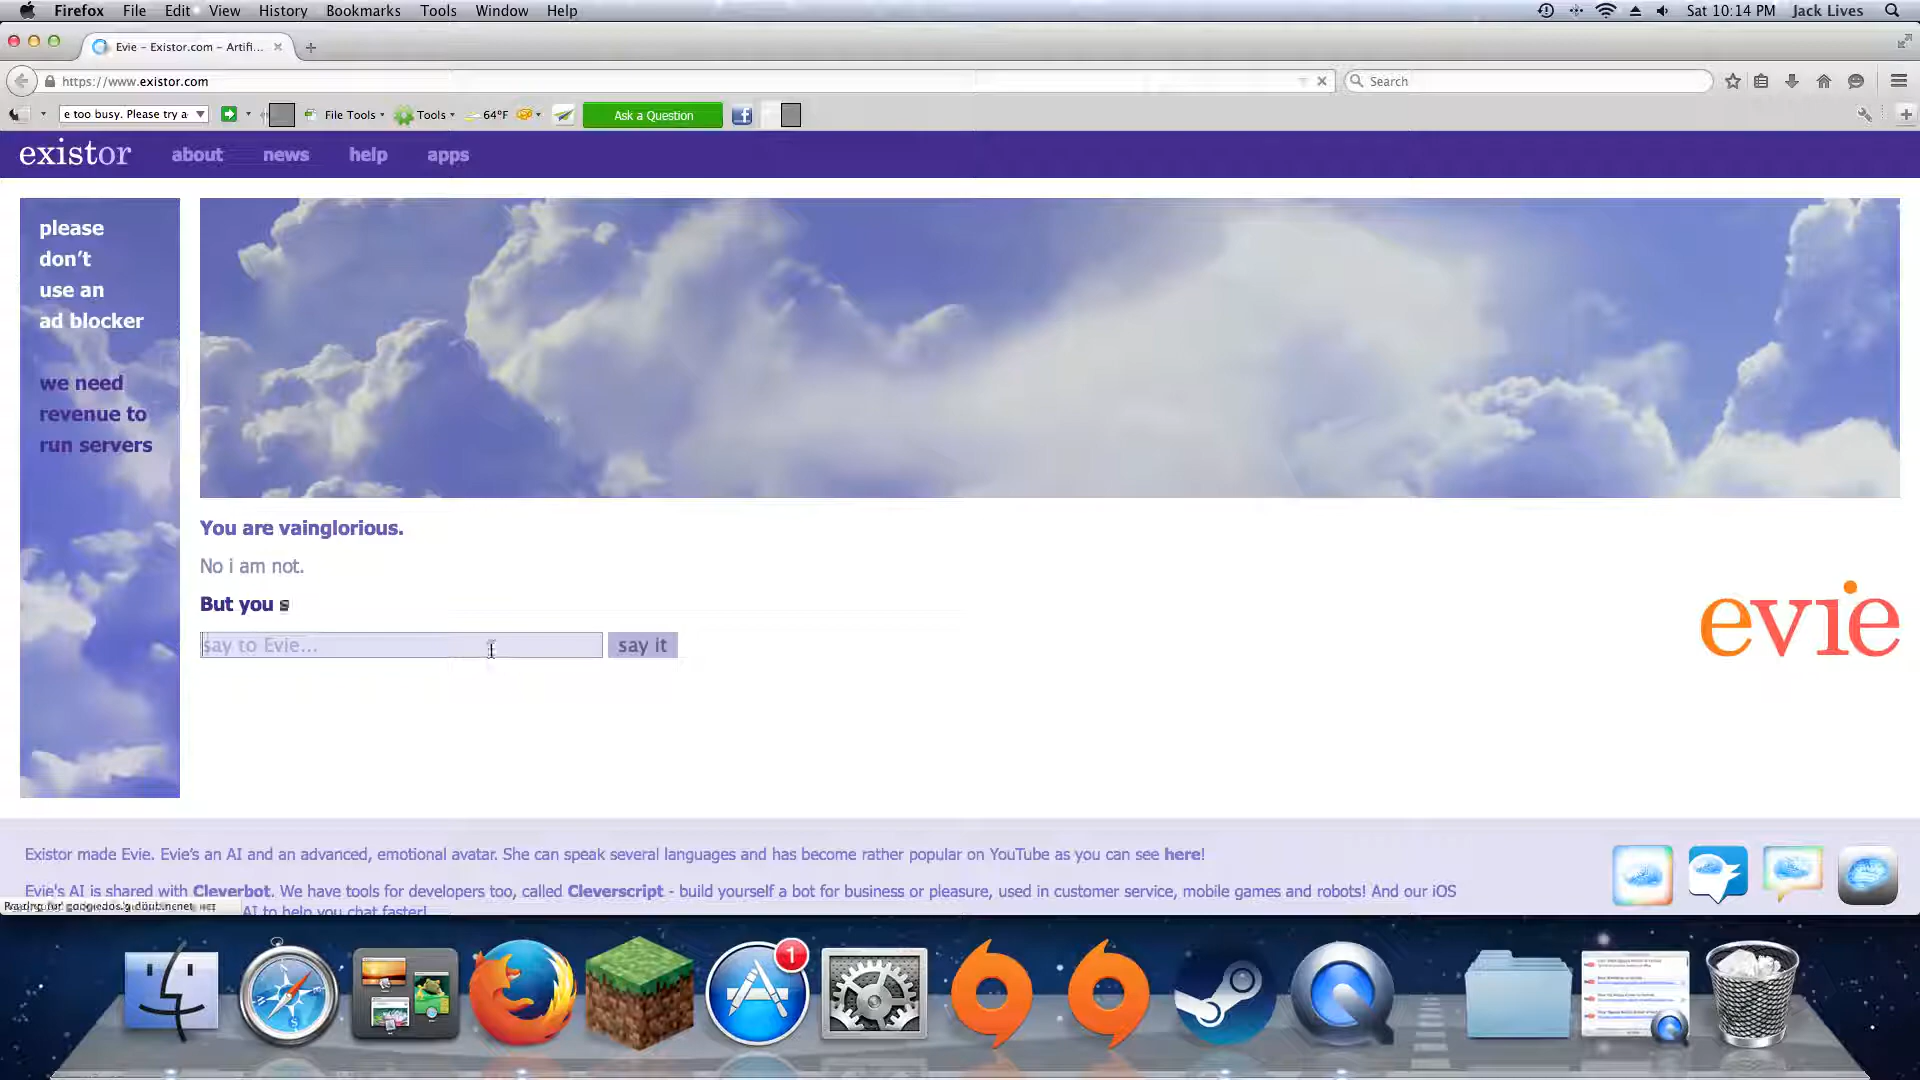 Firefox File Edit View History Bookmarks Tools Window Help Sat 10:14 PM Jack Lives
Evie – Existor.com – Artifi...
https://www.existor.com Search
e too busy. Please try a File Tools Tools 64°F Ask a Question
existor about news help apps
please
don't
use an
ad blocker
we need
revenue to
run servers
You are vainglorious.
No i am not.
But you
say to Evie... say it
evie
Existor made Evie. Evie's an AI and an advanced, emotional avatar. She can speak several languages and has become rather popular on YouTube as you can see here!
Evie's AI is shared with Cleverbot. We have tools for developers too, called Cleverscript - build yourself a bot for business or pleasure, used in customer service, mobile games and robots! And our iOS
AI to help you chat faster!
1